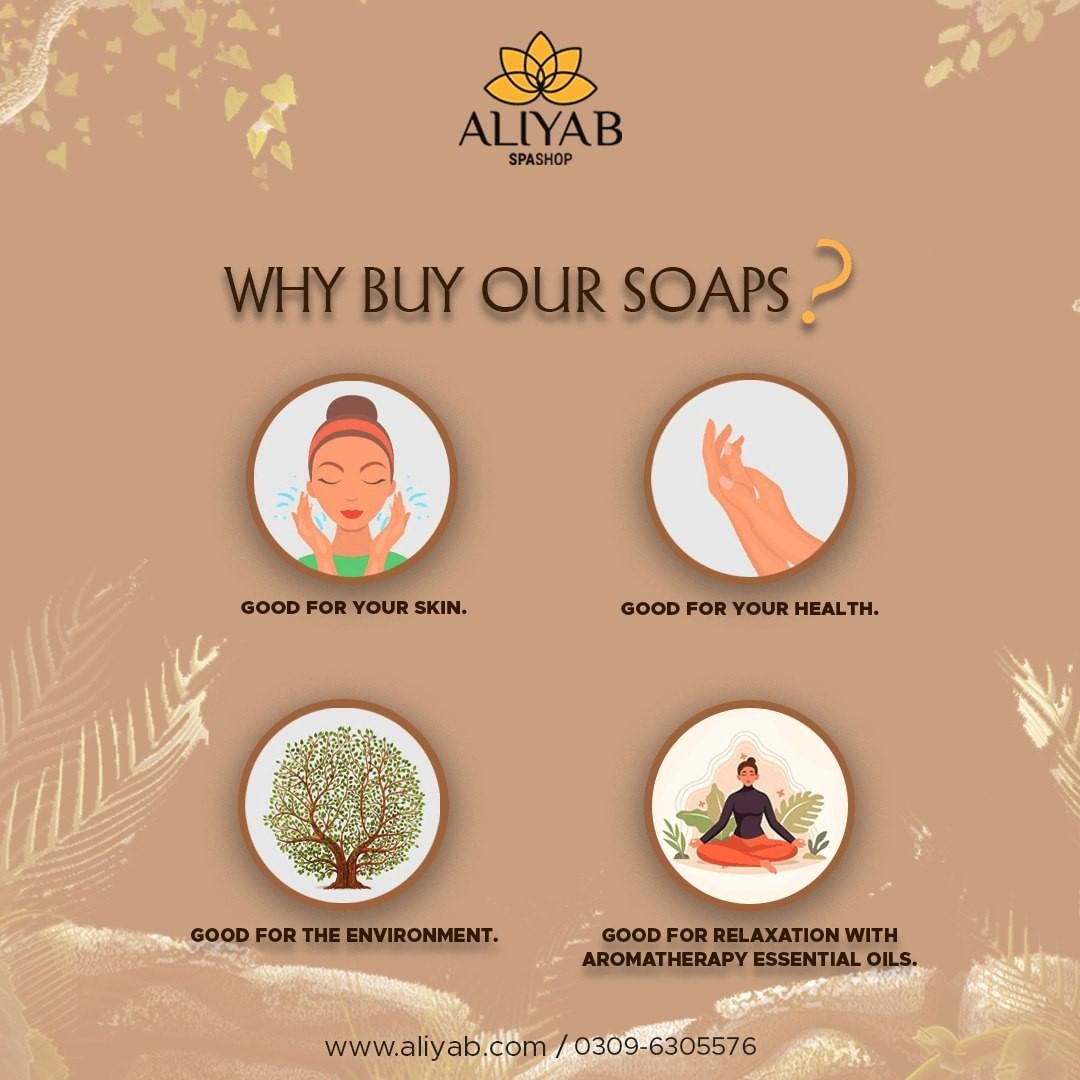 ALIYAB
SPASHOP
WHY BUY OUR SOAPS?
GOOD FOR YOUR SKIN.
GOOD FOR YOUR HEALTH.
GOOD FOR THE ENVIRONMENT.
GOOD FOR RELAXATION WITH
AROMATHERAPY ESSENTIAL OILS.
www.aliyab.com / 0309-6305576